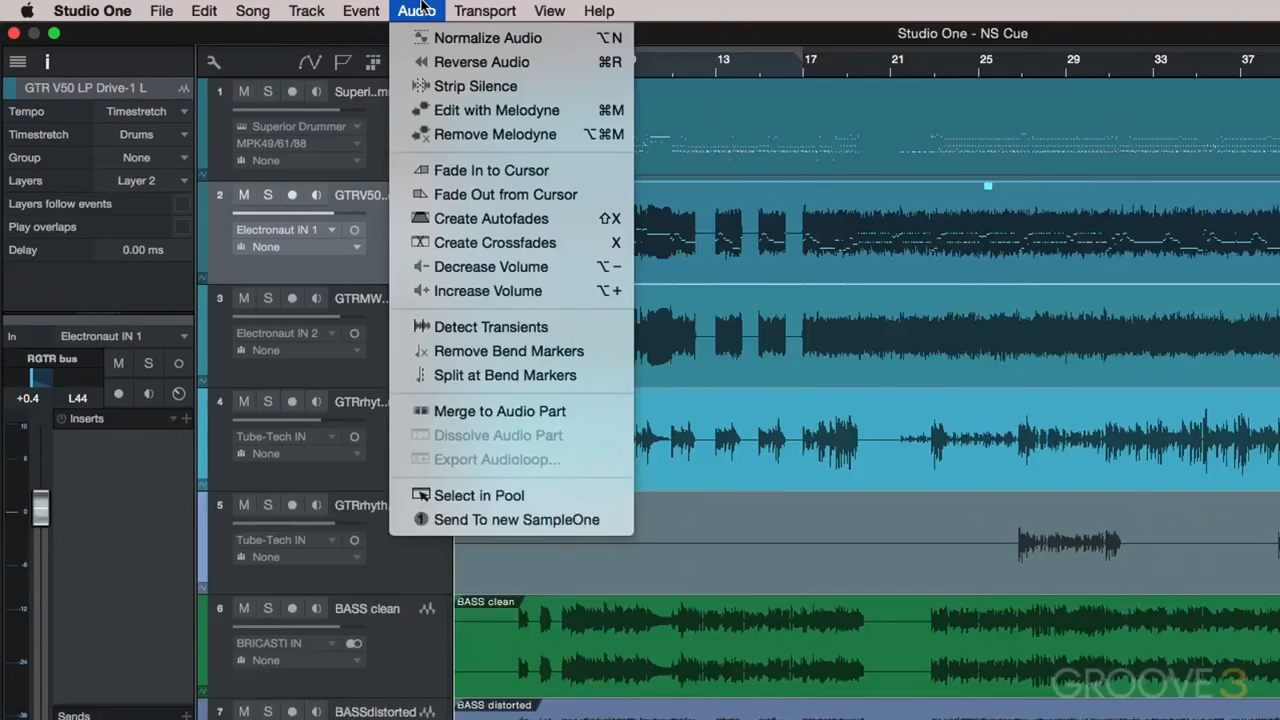 Studio One File Edit Song Track Event Audio Transport View Help
Studio One - NS Cue
i
13 17 21 25 29 33 37
GTR V50 LP Drive-1 L
Tempo Timestretch
Timestretch Drums
Group None
Layers Layer 2
Layers follow events
Play overlaps
Delay 0.00 ms
In Electronaut IN 1
RGTR bus M S
+0.4 L44
Inserts
10
Sends
1 M S Superi...
Superior Drummer
MPK49/61/88
None
2 M S GTRV50..
Electronaut IN 1
None
3 M S GTRMW..
Electronaut IN 2
None
4 M S GTRrhyt..
Tube-Tech IN
None
5 M S GTRrhyth..
Tube-Tech IN
None
6 M S BASS clean
BRICASTI IN
None
7 M S BASSdistorted
Normalize Audio ⌥N
Reverse Audio ⌘R
Strip Silence
Edit with Melodyne ⌘M
Remove Melodyne ⌥⌘M
Fade In to Cursor
Fade Out from Cursor
Create Autofades ⇧X
Create Crossfades X
Decrease Volume ⌥−
Increase Volume ⌥+
Detect Transients
Remove Bend Markers
Split at Bend Markers
Merge to Audio Part
Dissolve Audio Part
Export Audioloop...
Select in Pool
Send To new SampleOne
BASS clean
BASS distorted
GROOVE3